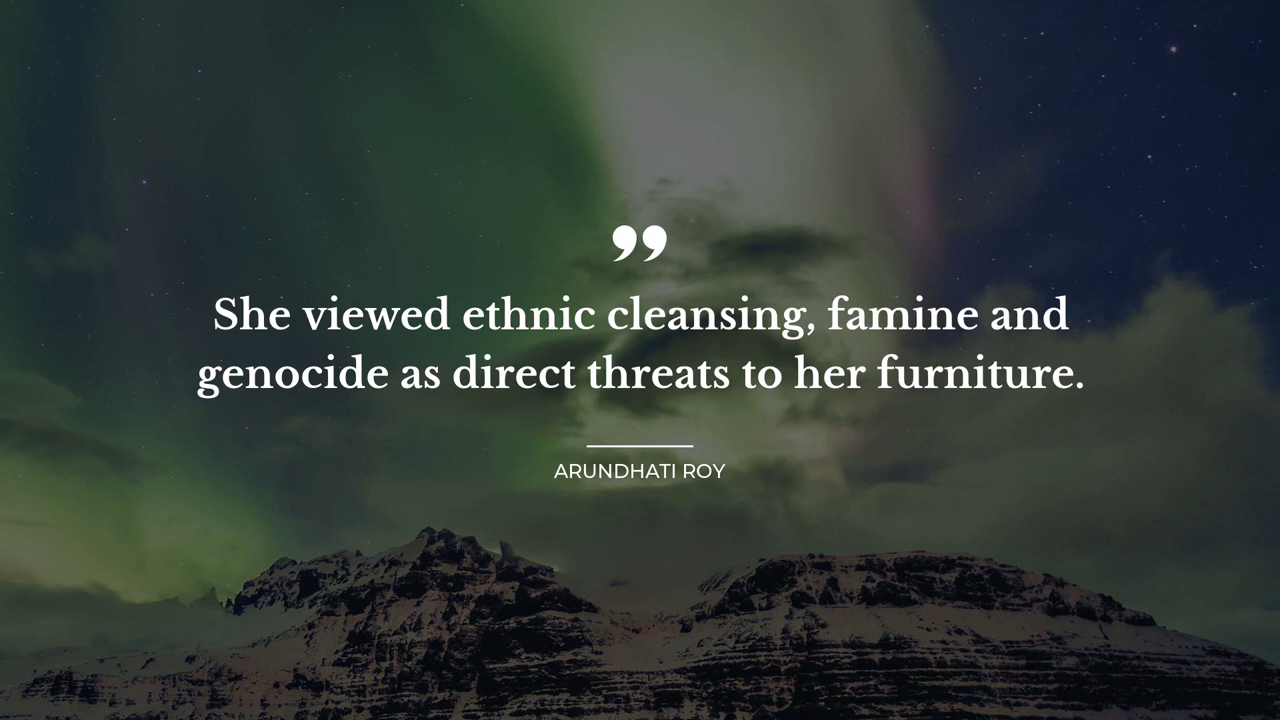 ”
She viewed ethnic cleansing, famine and
genocide as direct threats to her furniture.
ARUNDHATI ROY